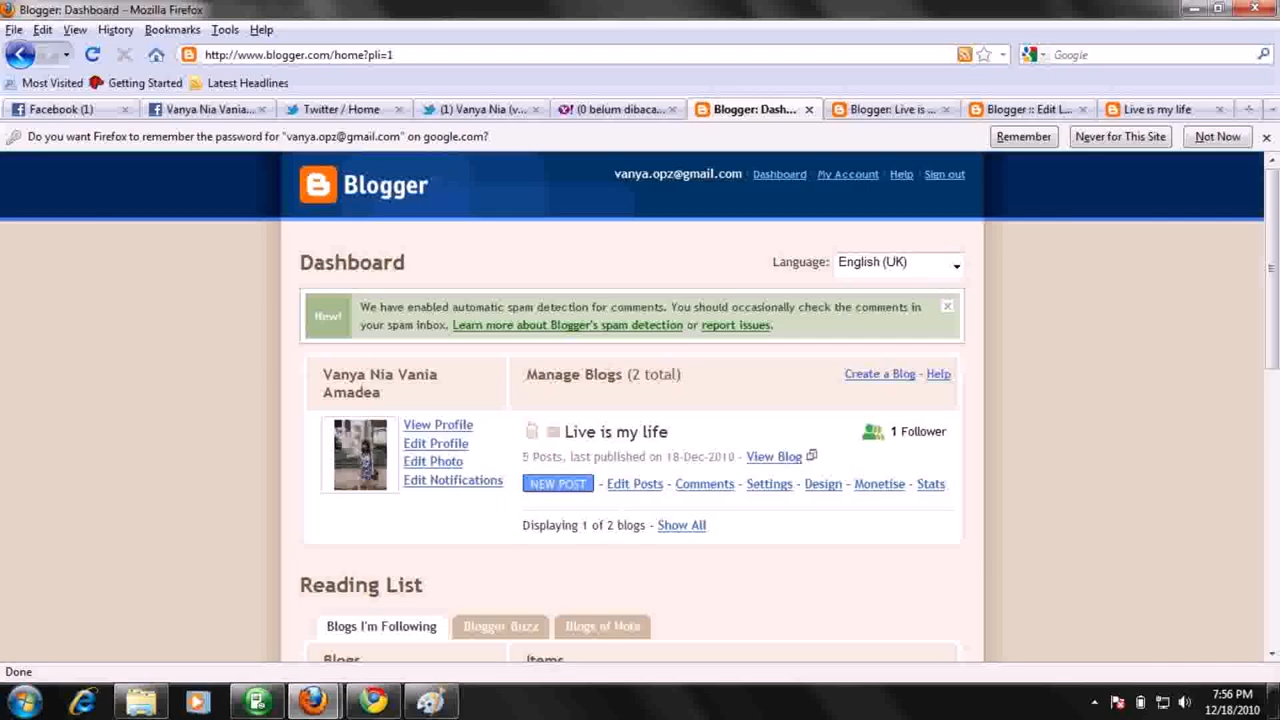 Blogger: Dashboard - Mozilla Firefox
File Edit View History Bookmarks Tools Help
http://www.blogger.com/home?pli=1
Google
Most Visited Getting Started Latest Headlines
Facebook (1)
Vanya Nia Vania...
Twitter / Home
(1) Vanya Nia (v...
(0 belum dibaca...
Blogger: Dash...
Blogger: Live is ...
Blogger :: Edit L...
Live is my life
Do you want Firefox to remember the password for "vanya.opz@gmail.com" on google.com?
Remember Never for This Site Not Now
Blogger
vanya.opz@gmail.com Dashboard My Account Help Sign out
Dashboard
Language: English (UK)
New!
We have enabled automatic spam detection for comments. You should occasionally check the comments in
your spam inbox. Learn more about Blogger's spam detection or report issues.
Vanya Nia Vania
Amadea
View Profile
Edit Profile
Edit Photo
Edit Notifications
Manage Blogs (2 total)
Create a Blog - Help
Live is my life
1 Follower
5 Posts, last published on 18-Dec-2010 - View Blog
NEW POST - Edit Posts - Comments - Settings - Design - Monetise - Stats
Displaying 1 of 2 blogs - Show All
Reading List
Blogs I'm Following Blogger Buzz Blogs of Note
Blogs Items
Done
7:56 PM
12/18/2010